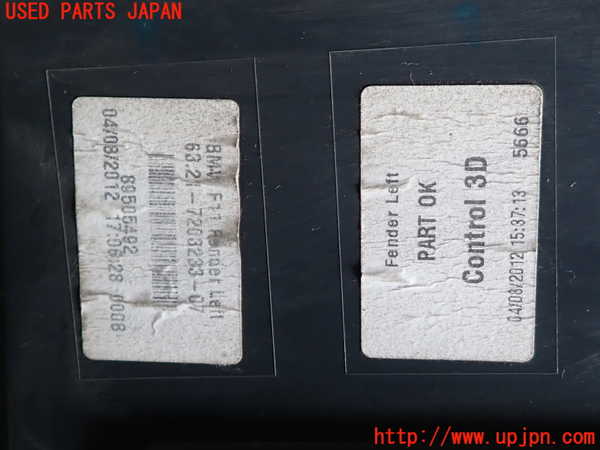 USED PARTS JAPAN
BMW F11 Fender Left
63.21-7203233-07
89505492
04/08/2012 17:06:28 0008
Fender Left
PART OK
Control 3D
04/08/2012 15:37:13 5666
http://www.upjpn.com/